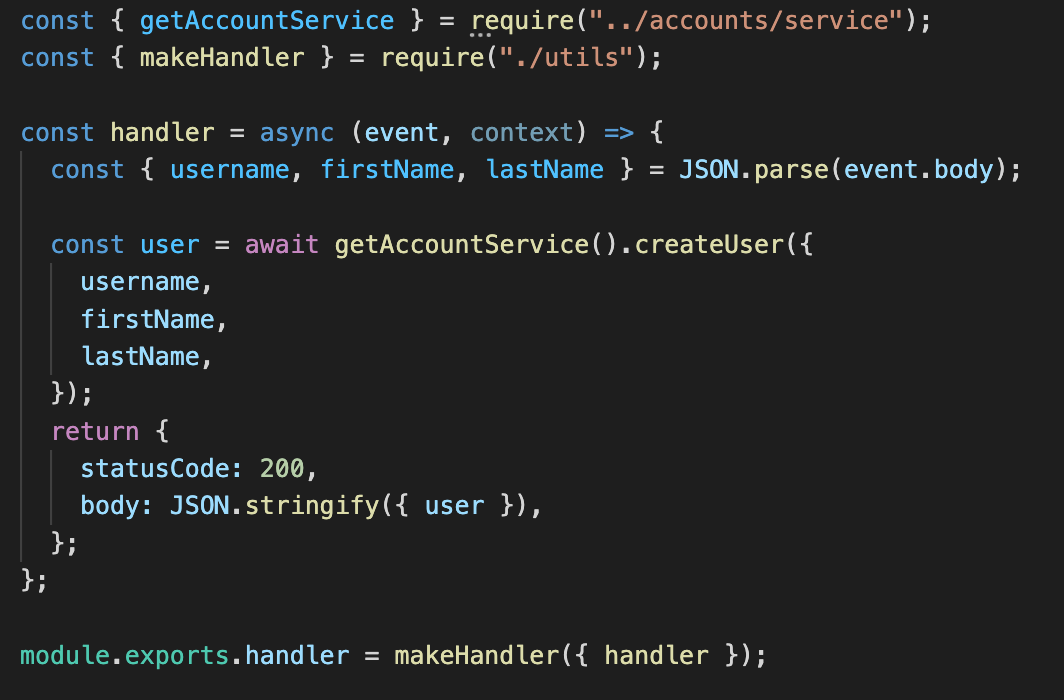 const { getAccountService } = require("../accounts/service");
const { makeHandler } = require("./utils");
const handler = async (event, context) => {
const { username, firstName, lastName } = JSON.parse(event.body);
const user = await getAccountService().createUser({
username,
firstName,
lastName,
});
return {
statusCode: 200,
body: JSON.stringify({ user }),
};
};
module.exports.handler = makeHandler({ handler });